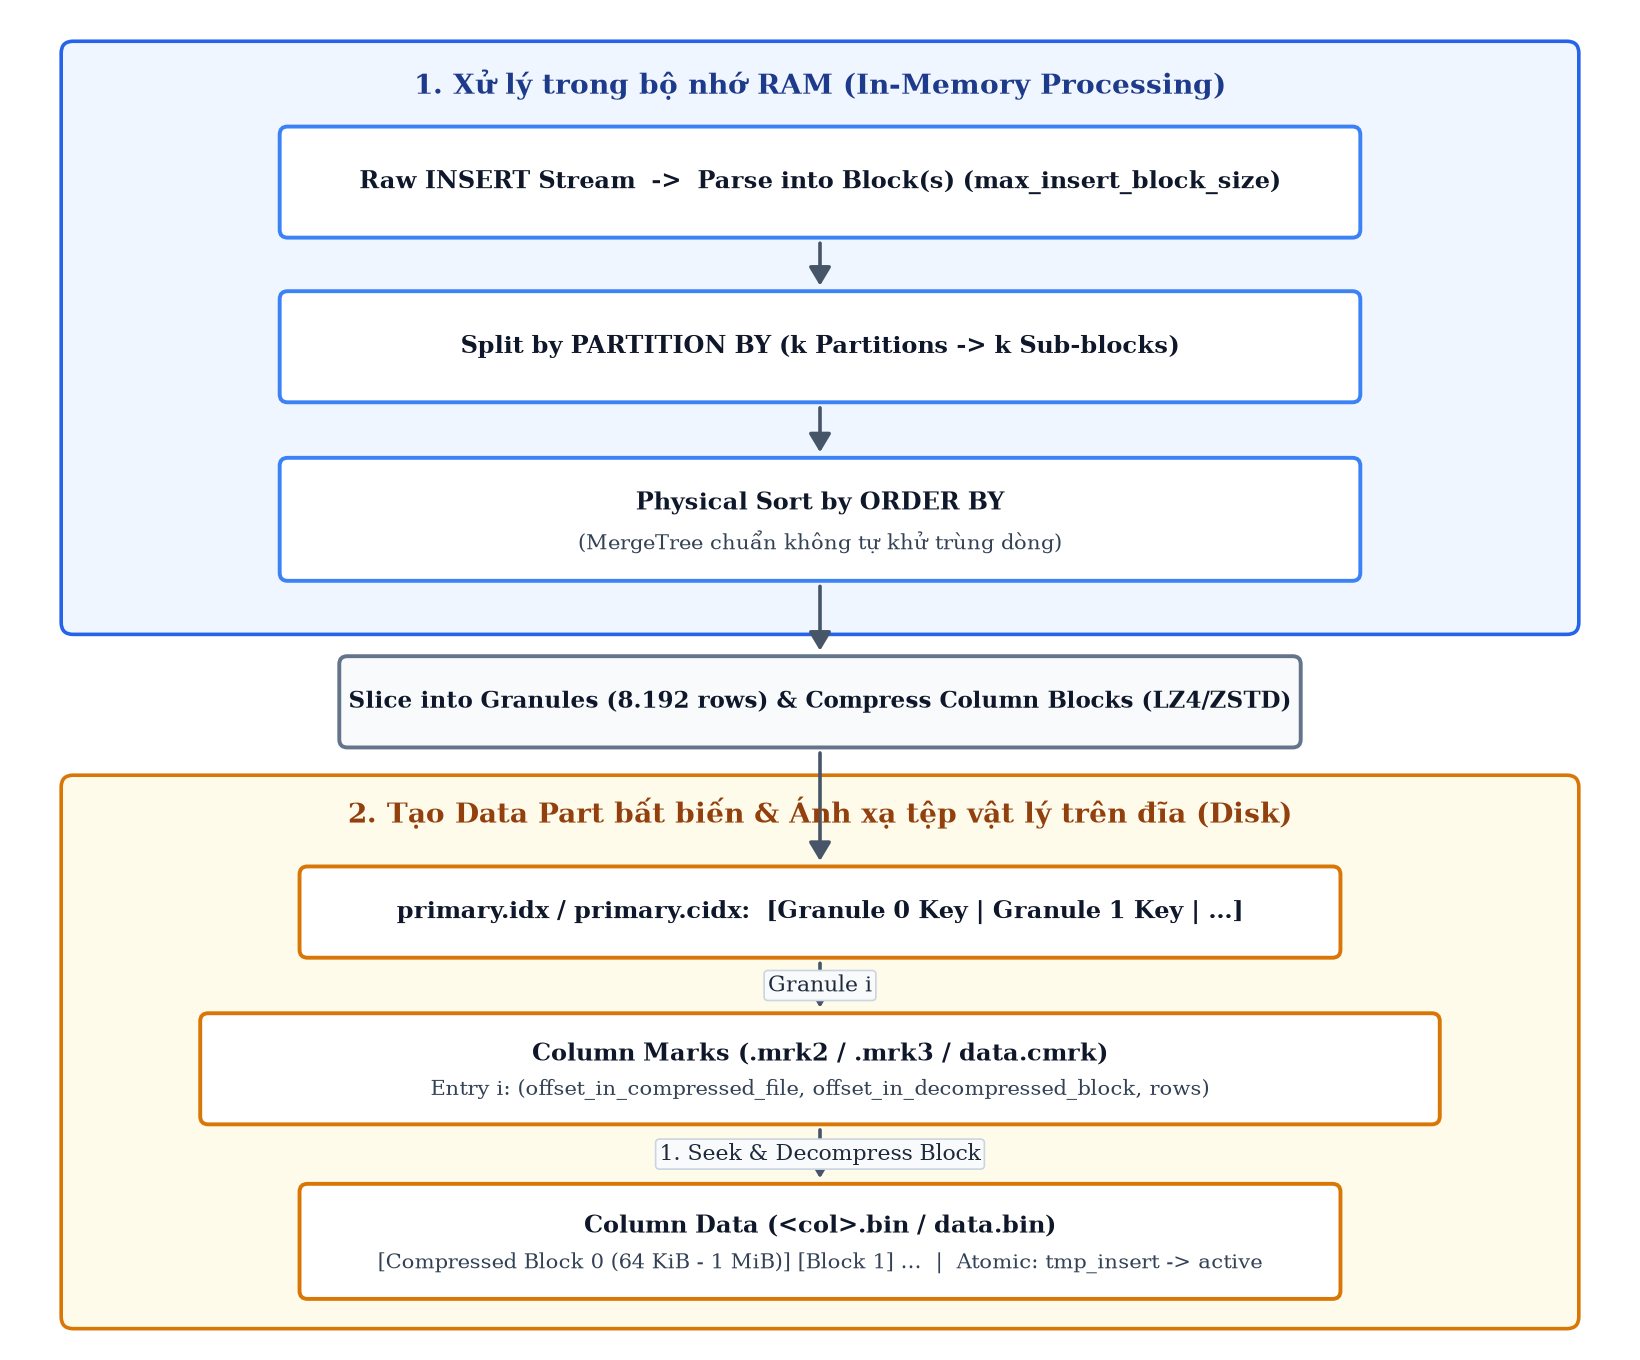 1. Xử lý trong bộ nhớ RAM (In-Memory Processing)
Raw INSERT Stream  ->  Parse into Block(s) (max_insert_block_size)
Split by PARTITION BY (k Partitions -> k Sub-blocks)
Physical Sort by ORDER BY
(MergeTree chuẩn không tự khử trùng dòng)
Slice into Granules (8.192 rows) & Compress Column Blocks (LZ4/ZSTD)
2. Tạo Data Part bất biến & Ánh xạ tệp vật lý trên đĩa (Disk)
primary.idx / primary.cidx:  [Granule 0 Key | Granule 1 Key | ...]
Granule i
Column Marks (.mrk2 / .mrk3 / data.cmrk)
Entry i: (offset_in_compressed_file, offset_in_decompressed_block, rows)
1. Seek & Decompress Block
Column Data (<col>.bin / data.bin)
[Compressed Block 0 (64 KiB - 1 MiB)] [Block 1] ...  |  Atomic: tmp_insert -> active